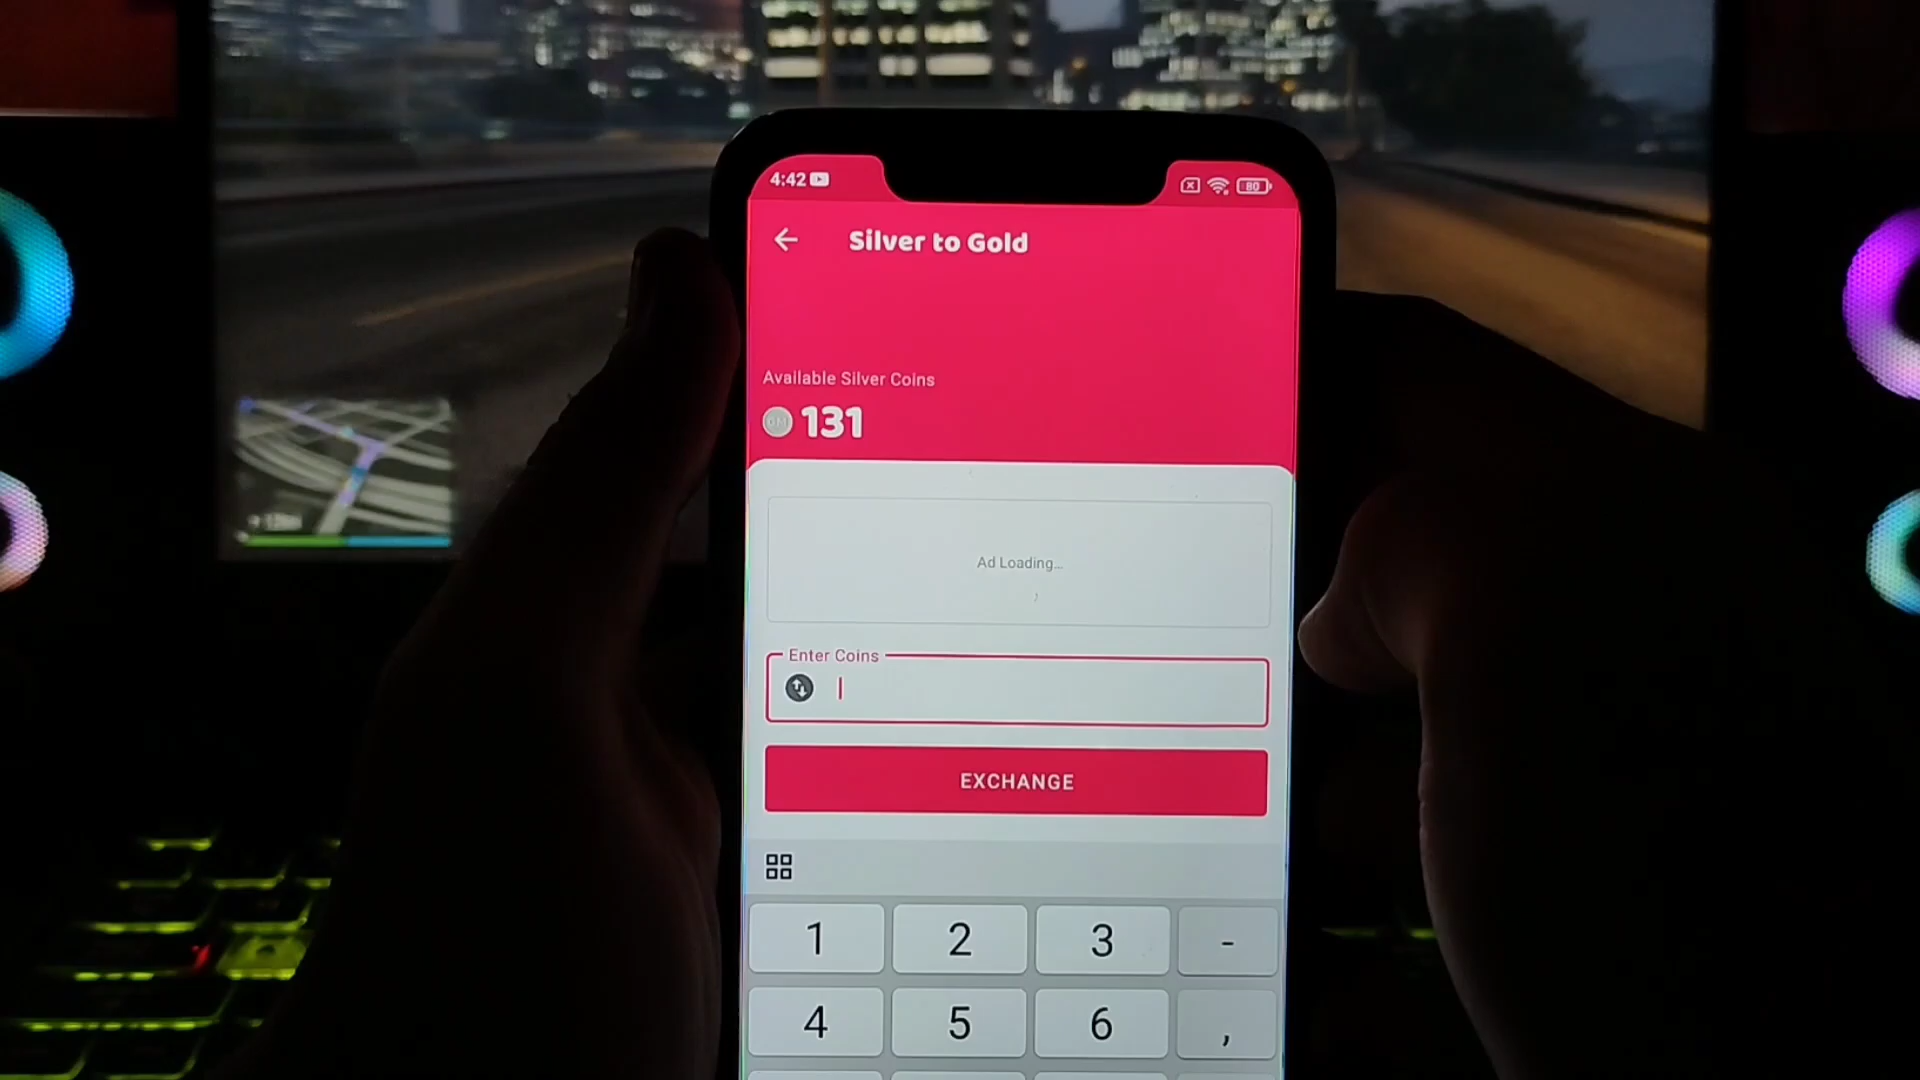 4:42
80
Silver to Gold
Available Silver Coins
131
Ad Loading...
Enter Coins
EXCHANGE
1 2 3 -
4 5 6 ,